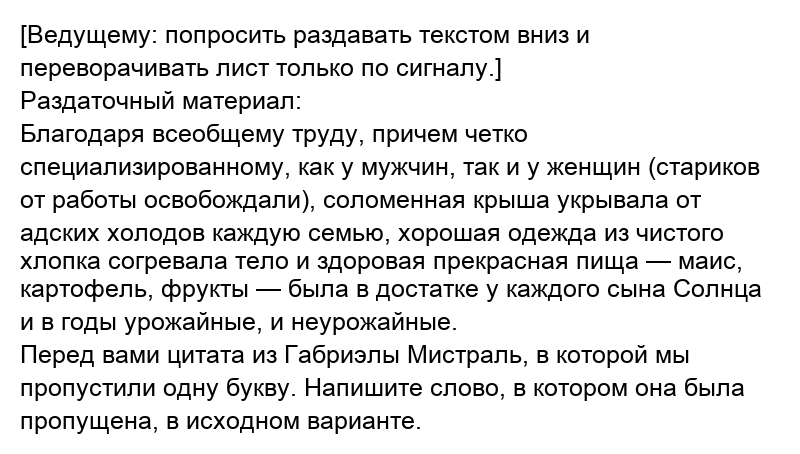 [Ведущему: попросить раздавать текстом вниз и
переворачивать лист только по сигналу.]
Раздаточный материал:
Благодаря всеобщему труду, причем четко
специализированному, как у мужчин, так и у женщин (стариков
от работы освобождали), соломенная крыша укрывала от
адских холодов каждую семью, хорошая одежда из чистого
хлопка согревала тело и здоровая прекрасная пища — маис,
картофель, фрукты — была в достатке у каждого сына Солнца
и в годы урожайные, и неурожайные.
Перед вами цитата из Габриэлы Мистраль, в которой мы
пропустили одну букву. Напишите слово, в котором она была
пропущена, в исходном варианте.